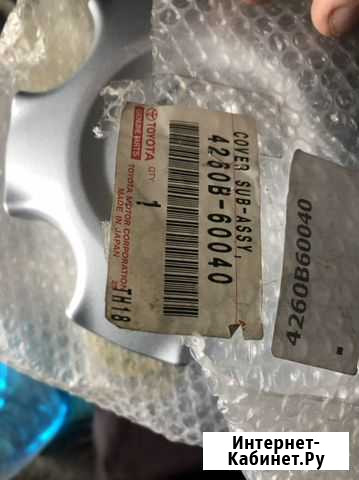 COVER SUB-ASSY,
4260B-60040
TOYOTA
GENUINE PARTS
QTY
1
TOYOTA MOTOR CORPORATION
MADE IN JAPAN
TH18
4260B60040
Интернет-
Кабинет.Ру